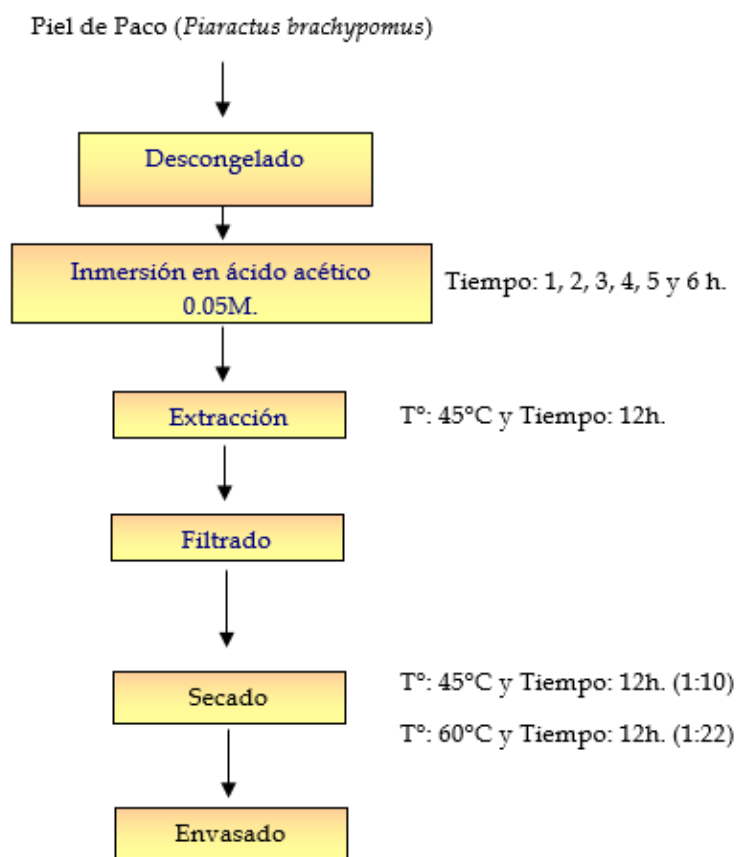 Piel de Paco (Piaractus brachypomus)
Descongelado
Inmersión en ácido acético
0.05M.
Tiempo: 1, 2, 3, 4, 5 y 6 h.
Extracción
T°: 45°C y Tiempo: 12h.
Filtrado
Secado
T°: 45°C y Tiempo: 12h. (1:10)
T°: 60°C y Tiempo: 12h. (1:22)
Envasado